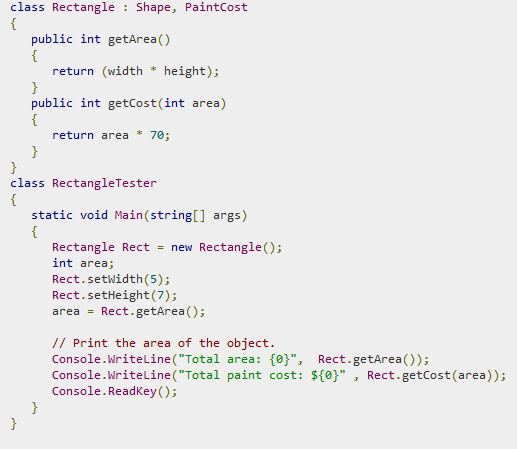 class Rectangle : Shape, PaintCost
{
public int getArea()
{
return (width * height);
}
public int getCost(int area)
{
return area * 70;
}
}
class RectangleTester
{
static void Main(string[] args)
{
Rectangle Rect = new Rectangle();
int area;
Rect.setWidth(5);
Rect.setHeight(7);
area = Rect.getArea();
// Print the area of the object.
Console.WriteLine("Total area: {0}",  Rect.getArea());
Console.WriteLine("Total paint cost: ${0}" , Rect.getCost(area));
Console.ReadKey();
}
}